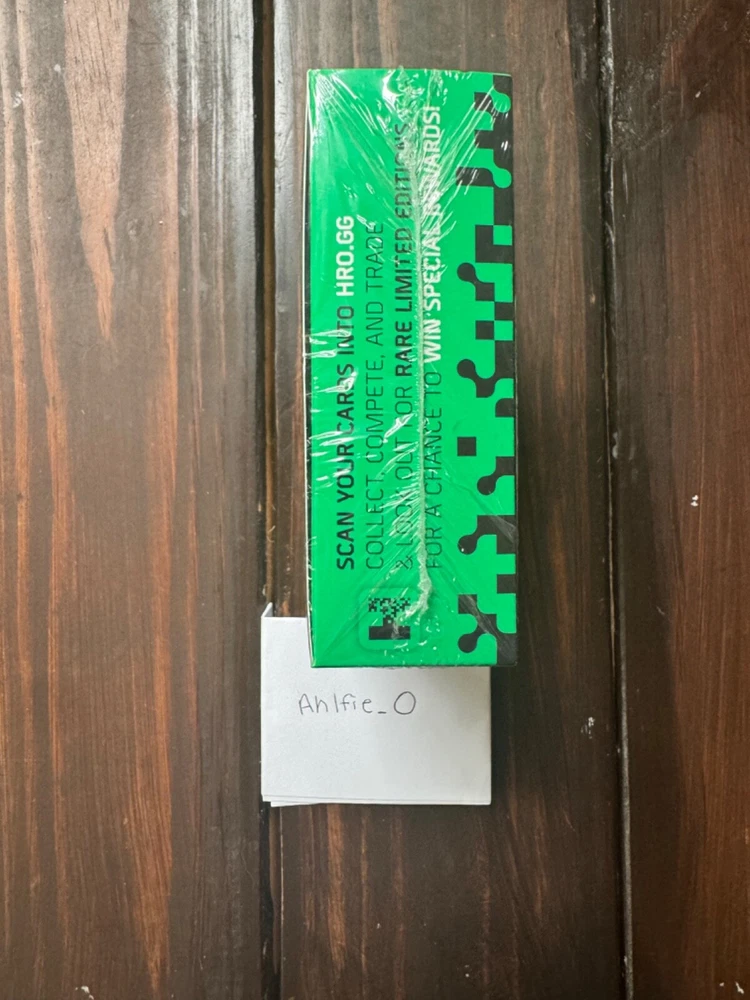 SCAN YOUR CARDS INTO HRO.GG
COLLECT, COMPETE, AND TRADE
& LOOK OUT FOR RARE LIMITED EDITIONS
FOR A CHANCE TO WIN SPECIAL REWARDS!
Ahlfie_O